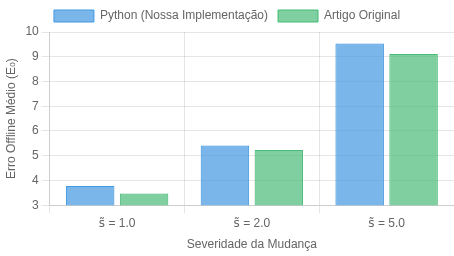 Python (Nossa Implementação) Artigo Original
Erro Offline Médio (E₀)
10
9
8
7
6
5
4
3
s̃ = 1.0 s̃ = 2.0 s̃ = 5.0
Severidade da Mudança